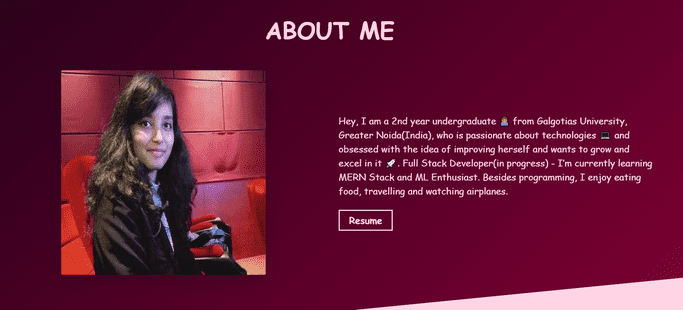 ABOUT ME
Hey, I am a 2nd year undergraduate 👩🏽‍🎓 from Galgotias University,
Greater Noida(India), who is passionate about technologies 💻 and
obsessed with the idea of improving herself and wants to grow and
excel in it 🚀. Full Stack Developer(in progress) - I'm currently learning
MERN Stack and ML Enthusiast. Besides programming, I enjoy eating
food, travelling and watching airplanes.
Resume